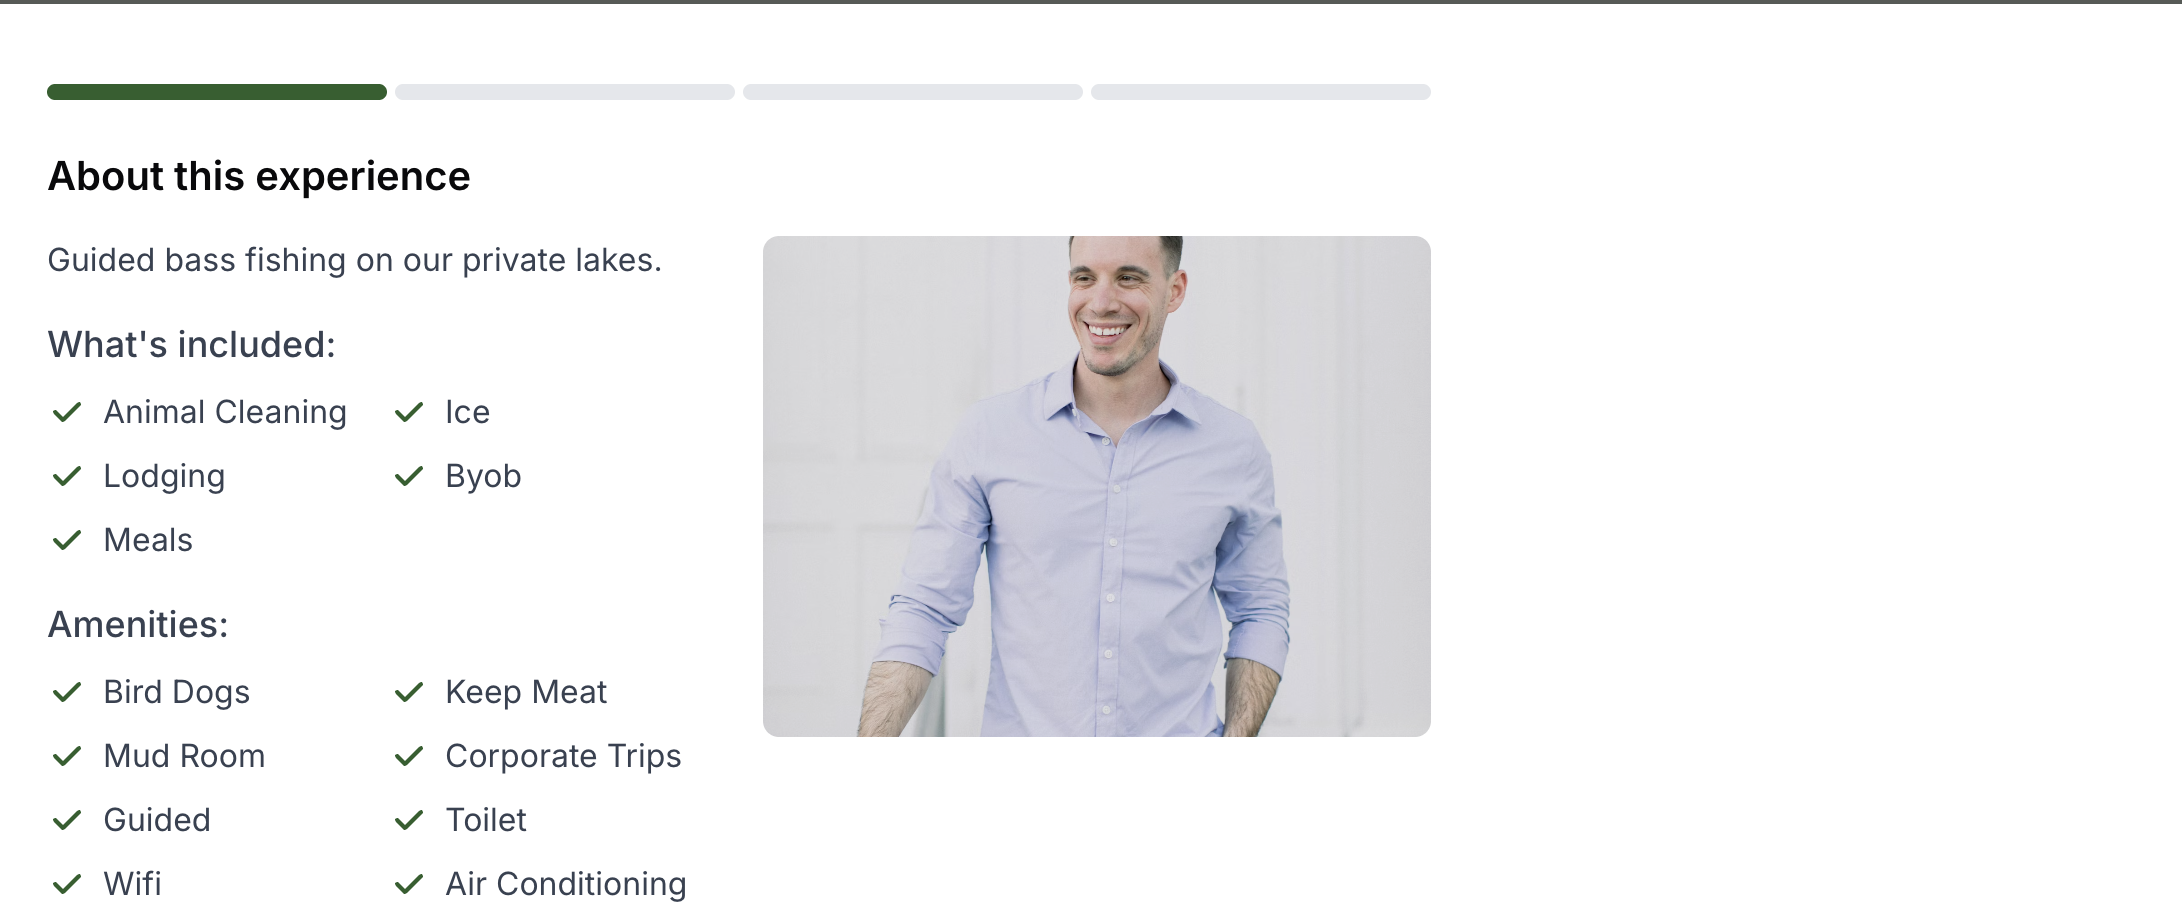 About this experience
Guided bass fishing on our private lakes.
What's included:
Animal Cleaning
Ice
Lodging
Byob
Meals
Amenities:
Bird Dogs
Keep Meat
Mud Room
Corporate Trips
Guided
Toilet
Wifi
Air Conditioning